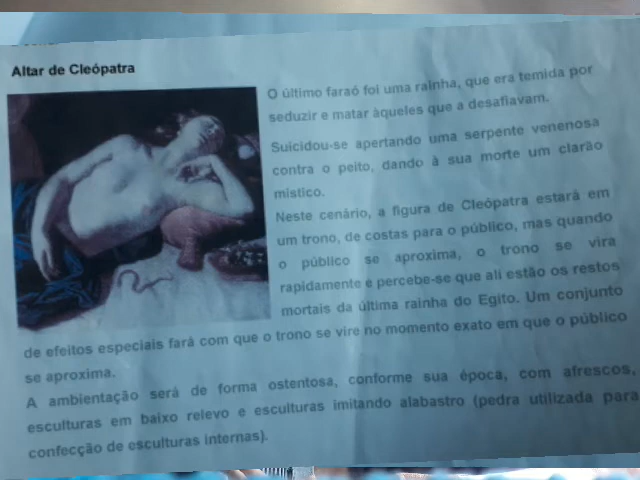 Altar de Cleópatra
O último faraó foi uma rainha, que era temida por
seduzir e matar àqueles que a desafiavam.
Suicidou-se apertando uma serpente venenosa
contra o peito, dando à sua morte um clarão
místico.
Neste cenário, a figura de Cleópatra estará em
um trono, de costas para o público, mas quando
o público se aproxima, o trono se vira
rapidamente e percebe-se que ali estão os restos
mortais da última rainha do Egito. Um conjunto
de efeitos especiais fará com que o trono se vire no momento exato em que o público
se aproxima.
A ambientação será de forma ostentosa, conforme sua época, com afrescos,
esculturas em baixo relevo e esculturas imitando alabastro (pedra utilizada para
confecção de esculturas internas).